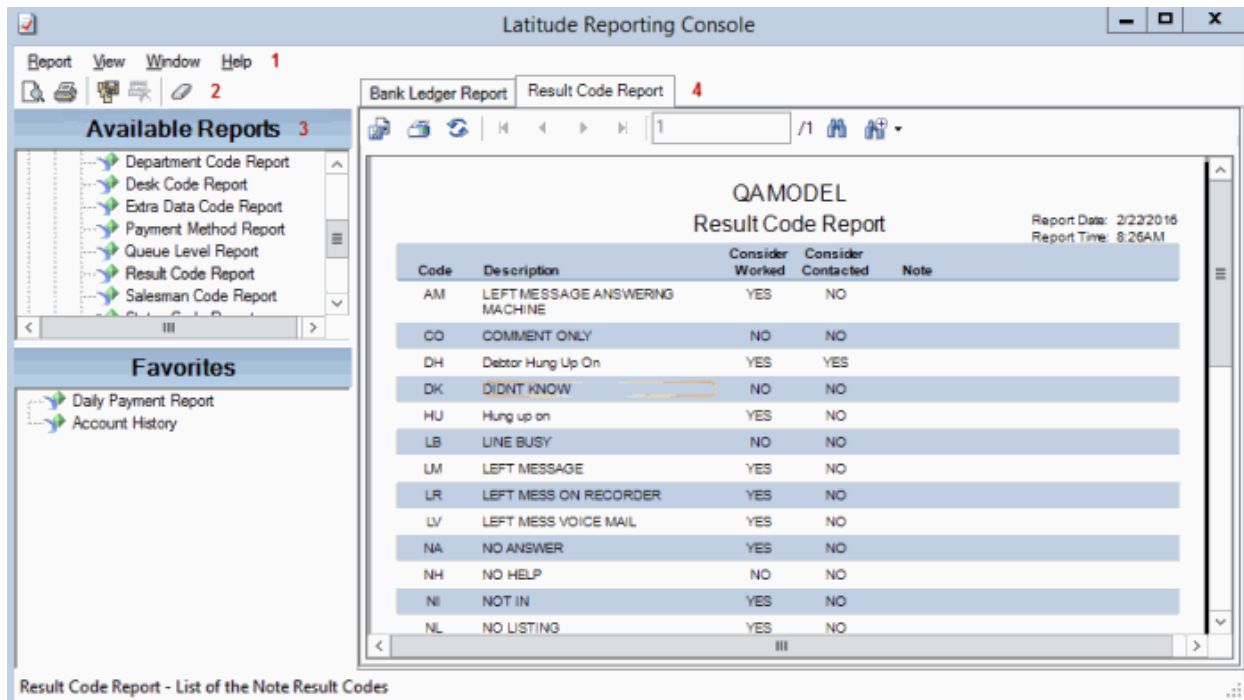 Latitude Reporting Console
Report View Window Help 1
2
Available Reports 3
Department Code Report
Desk Code Report
Extra Data Code Report
Payment Method Report
Queue Level Report
Result Code Report
Salesman Code Report
Favorites
Daily Payment Report
Account History
Bank Ledger Report Result Code Report 4
1 /1
QAMODEL
Result Code Report
Report Date: 2/22/2016
Report Time: 8:26AM
Code Description Consider Worked Consider Contacted Note
AM LEFT MESSAGE ANSWERING YES NO
MACHINE
CO COMMENT ONLY NO NO
DH Debtor Hung Up On YES YES
DK DIDNT KNOW NO NO
HU Hung up on YES NO
LB LINE BUSY NO NO
LM LEFT MESSAGE YES NO
LR LEFT MESS ON RECORDER YES NO
LV LEFT MESS VOICE MAIL YES NO
NA NO ANSWER YES NO
NH NO HELP NO NO
NI NOT IN YES NO
NL NO LISTING YES NO
Result Code Report - List of the Note Result Codes